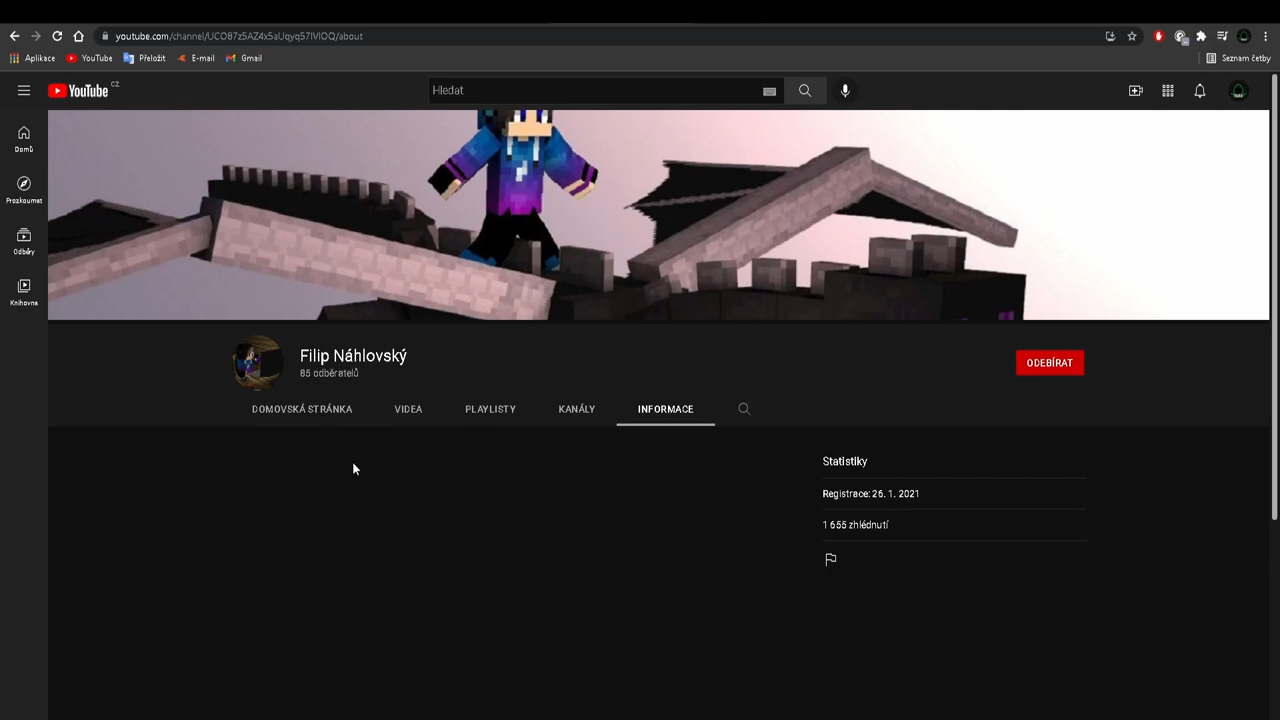 youtube.com/channel/UCO87z5AZ4x5aUqyq57IVIOQ/about
Aplikace YouTube Přeložit E-mail Gmail Seznam četby
YouTube CZ
Hledat
Domů
Prozkoumat
Odběry
Knihovna
Filip Náhlovský
85 odběratelů
ODEBÍRAT
DOMOVSKÁ STRÁNKA VIDEA PLAYLISTY KANÁLY INFORMACE
Statistiky
Registrace: 26. 1. 2021
1 655 zhlédnutí